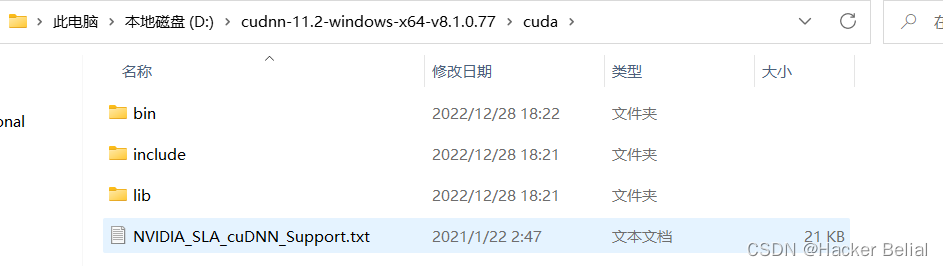 此电脑 > 本地磁盘 (D:) > cudnn-11.2-windows-x64-v8.1.0.77 > cuda >
名称 修改日期 类型 大小
bin 2022/12/28 18:22 文件夹
onal
include 2022/12/28 18:21 文件夹
lib 2022/12/28 18:21 文件夹
NVIDIA_SLA_cuDNN_Support.txt 2021/1/22 2:47 文本文档 21 KB
CSDN @Hacker Belial